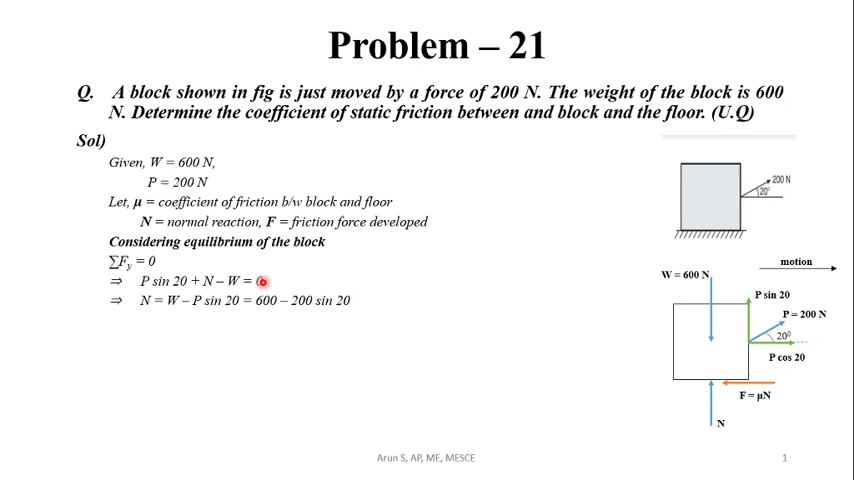 Problem – 21
Q. A block shown in fig is just moved by a force of 200 N. The weight of the block is 600
N. Determine the coefficient of static friction between and block and the floor. (U.Q)
Sol)
Given, W = 600 N,
P = 200 N
Let, μ = coefficient of friction b/w block and floor
N = normal reaction, F = friction force developed
Considering equilibrium of the block
∑Fy = 0
⇒ P sin 20 + N – W = 0
⇒ N = W – P sin 20 = 600 – 200 sin 20
200 N
20°
motion
W = 600 N
P sin 20
P = 200 N
20⁰
P cos 20
F = μN
N
Arun S, AP, ME, MESCE
1